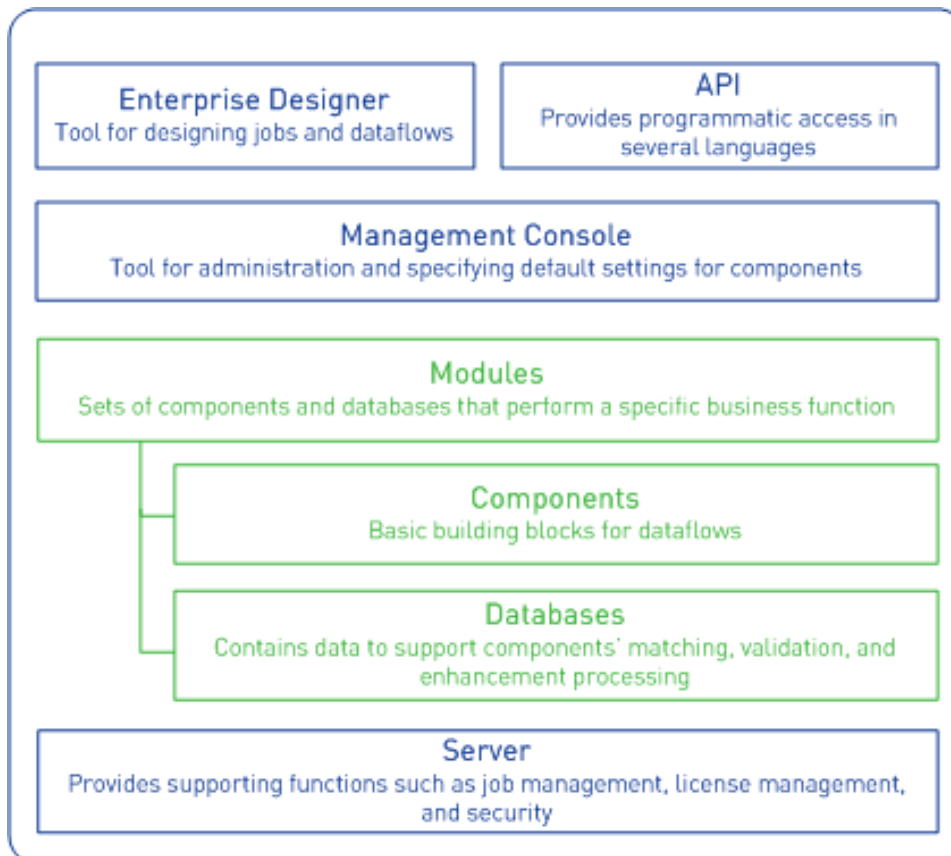 Enterprise Designer
Tool for designing jobs and dataflows
API
Provides programmatic access in
several languages
Management Console
Tool for administration and specifying default settings for components
Modules
Sets of components and databases that perform a specific business function
Components
Basic building blocks for dataflows
Databases
Contains data to support components’ matching, validation, and
enhancement processing
Server
Provides supporting functions such as job management, license management,
and security